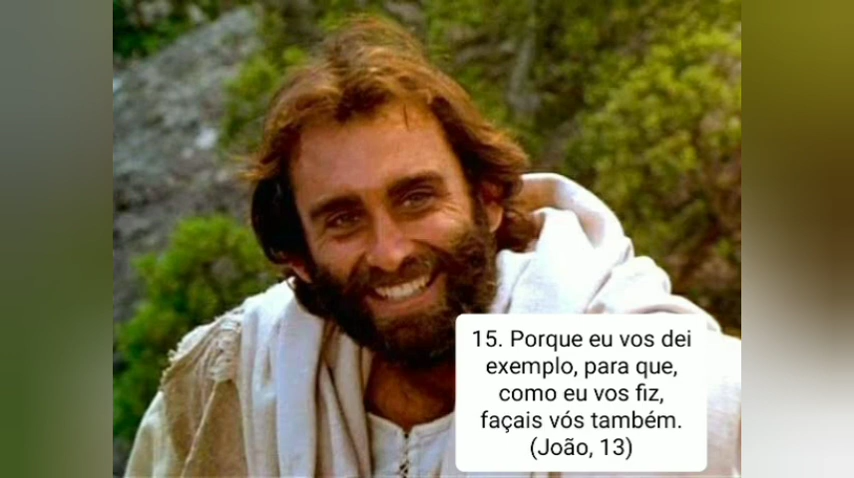 15. Porque eu vos dei
exemplo, para que,
como eu vos fiz,
façais vós também.
(João, 13)